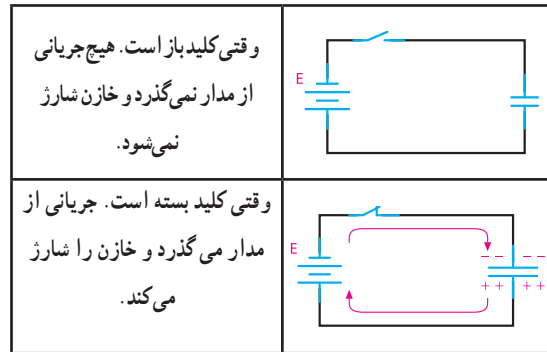 وقتی کلید باز است. هیچ جریانی
از مدار نمی‌گذرد و خازن شارژ
نمی‌شود.
E
وقتی کلید بسته است. جریانی از
مدار می گذرد و خازن را شارژ
می‌کند.
E
− − − −
+ + + +